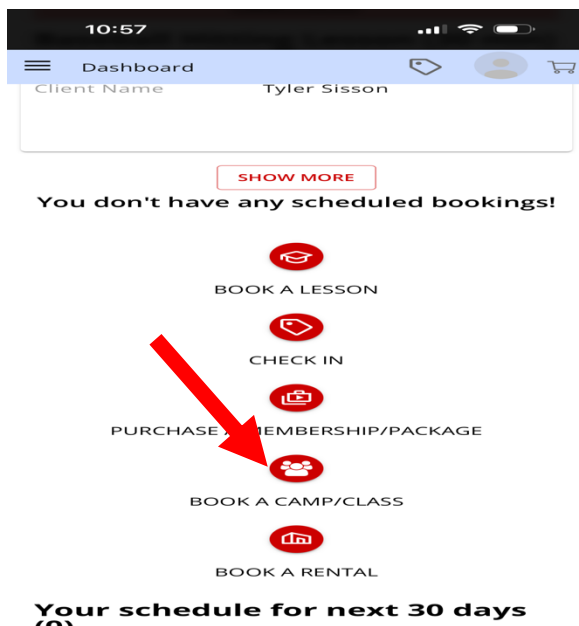 10:57
Dashboard
Client Name Tyler Sisson
SHOW MORE
You don't have any scheduled bookings!
BOOK A LESSON
CHECK IN
PURCHASE MEMBERSHIP/PACKAGE
BOOK A CAMP/CLASS
BOOK A RENTAL
Your schedule for next 30 days